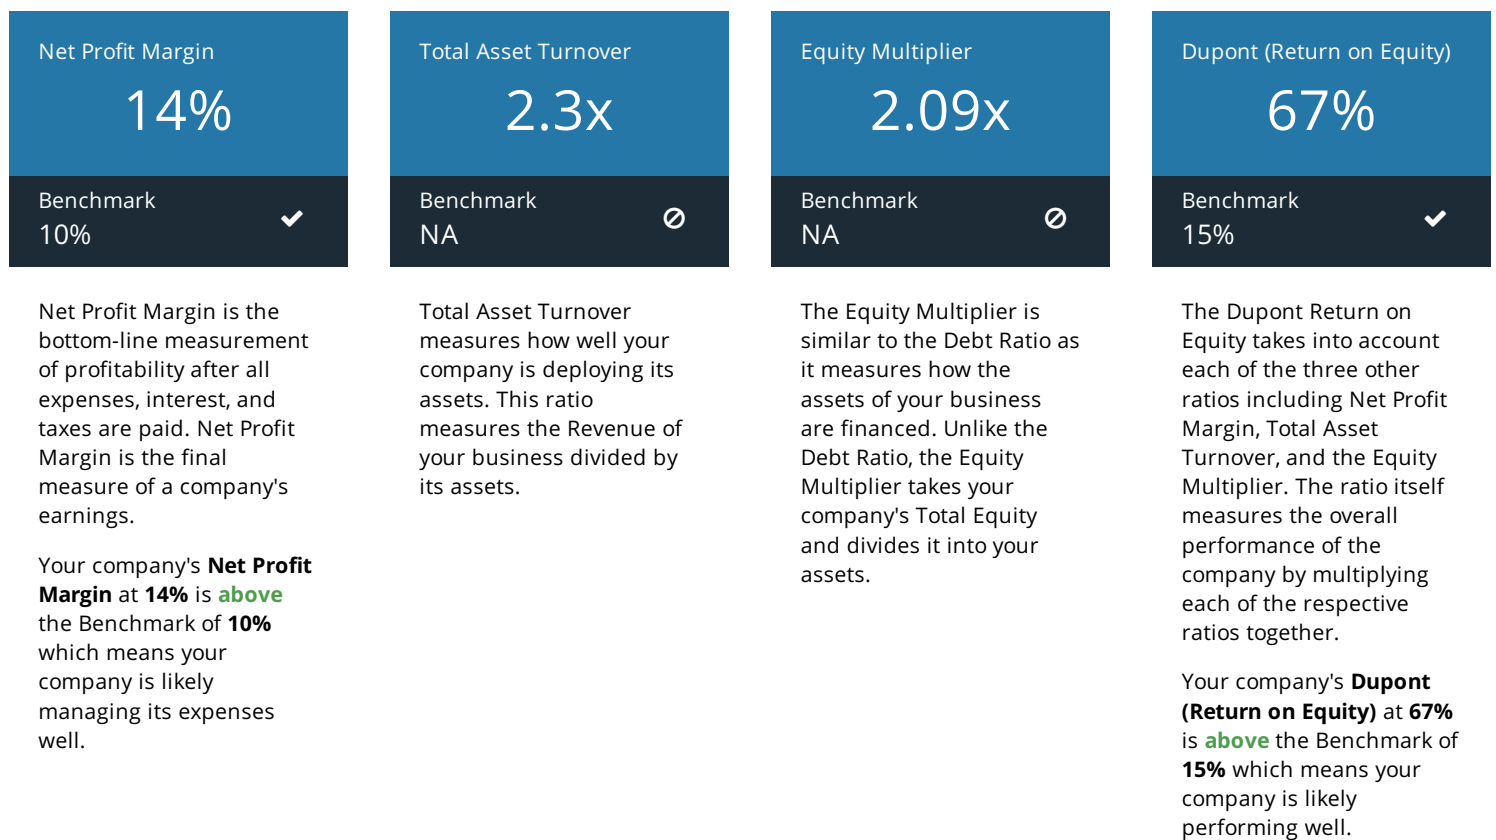 Net Profit Margin
14%
Benchmark
10%
Net Profit Margin is the
bottom-line measurement
of profitability after all
expenses, interest, and
taxes are paid. Net Profit
Margin is the final
measure of a company's
earnings.
Your company's Net Profit
Margin at 14% is above
the Benchmark of 10%
which means your
company is likely
managing its expenses
well.
Total Asset Turnover
2.3x
Benchmark
NA
Total Asset Turnover
measures how well your
company is deploying its
assets. This ratio
measures the Revenue of
your business divided by
its assets.
Equity Multiplier
2.09x
Benchmark
NA
The Equity Multiplier is
similar to the Debt Ratio as
it measures how the
assets of your business
are financed. Unlike the
Debt Ratio, the Equity
Multiplier takes your
company's Total Equity
and divides it into your
assets.
Dupont (Return on Equity)
67%
Benchmark
15%
The Dupont Return on
Equity takes into account
each of the three other
ratios including Net Profit
Margin, Total Asset
Turnover, and the Equity
Multiplier. The ratio itself
measures the overall
performance of the
company by multiplying
each of the respective
ratios together.
Your company's Dupont
(Return on Equity) at 67%
is above the Benchmark of
15% which means your
company is likely
performing well.